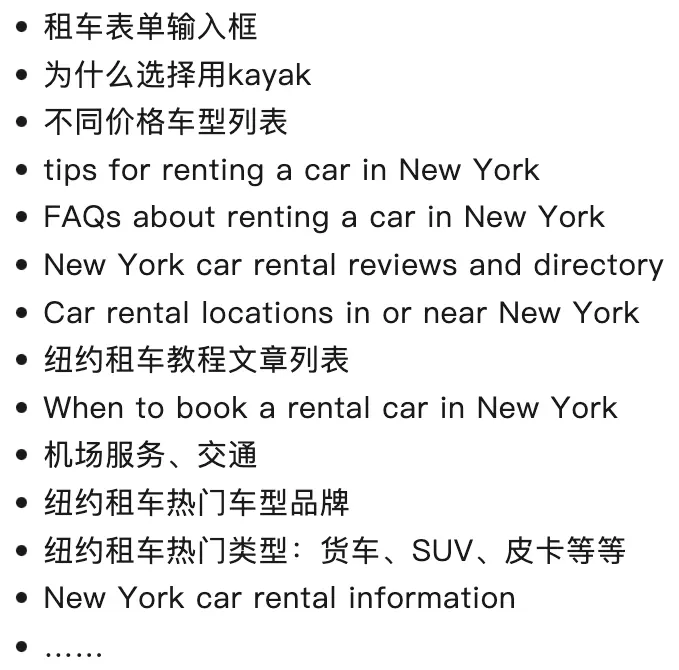 • 租车表单输入框
• 为什么选择用kayak
• 不同价格车型列表
• tips for renting a car in New York
• FAQs about renting a car in New York
• New York car rental reviews and directory
• Car rental locations in or near New York
• 纽约租车教程文章列表
• When to book a rental car in New York
• 机场服务、交通
• 纽约租车热门车型品牌
• 纽约租车热门类型：货车、SUV、皮卡等等
• New York car rental information
• ……